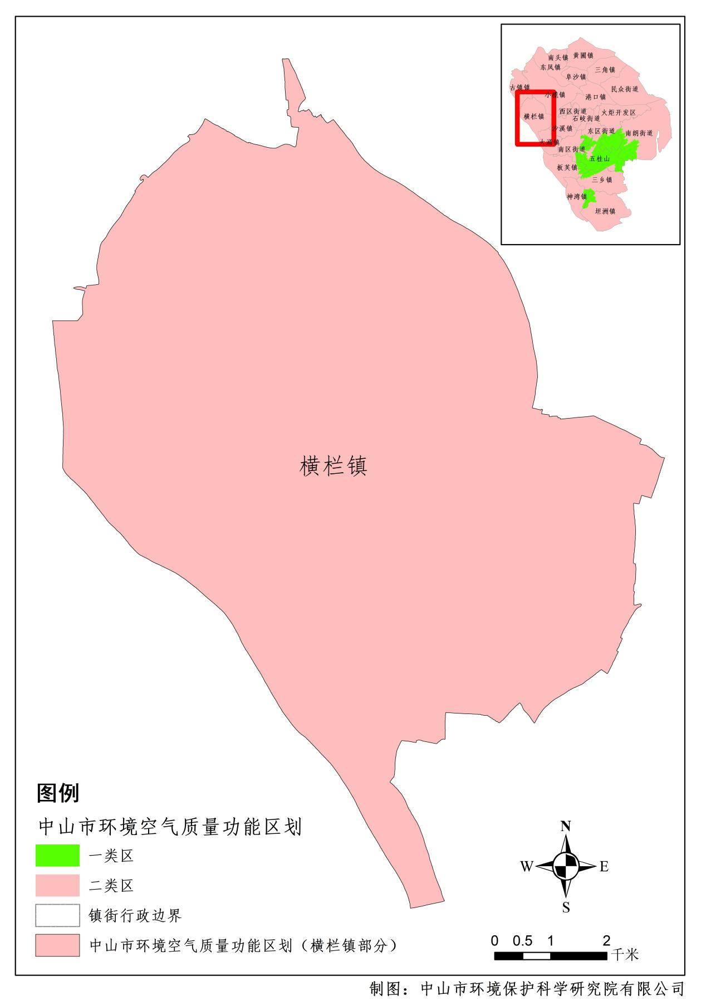 南头镇
黄圃镇
东凤镇
三角镇
阜沙镇
古镇镇
民众街道
小榄镇
港口镇
横栏镇
西区街道
火炬开发区
石岐街道
沙溪镇
东区街道
南朗街道
大涌镇
南区街道
五桂山
板芙镇
三乡镇
神湾镇
坦洲镇
横栏镇
图例
中山市环境空气质量功能区划
一类区
二类区
镇街行政边界
中山市环境空气质量功能区划（横栏镇部分）
N
W E
S
0 0.5 1 2
千米
制图：中山市环境保护科学研究院有限公司